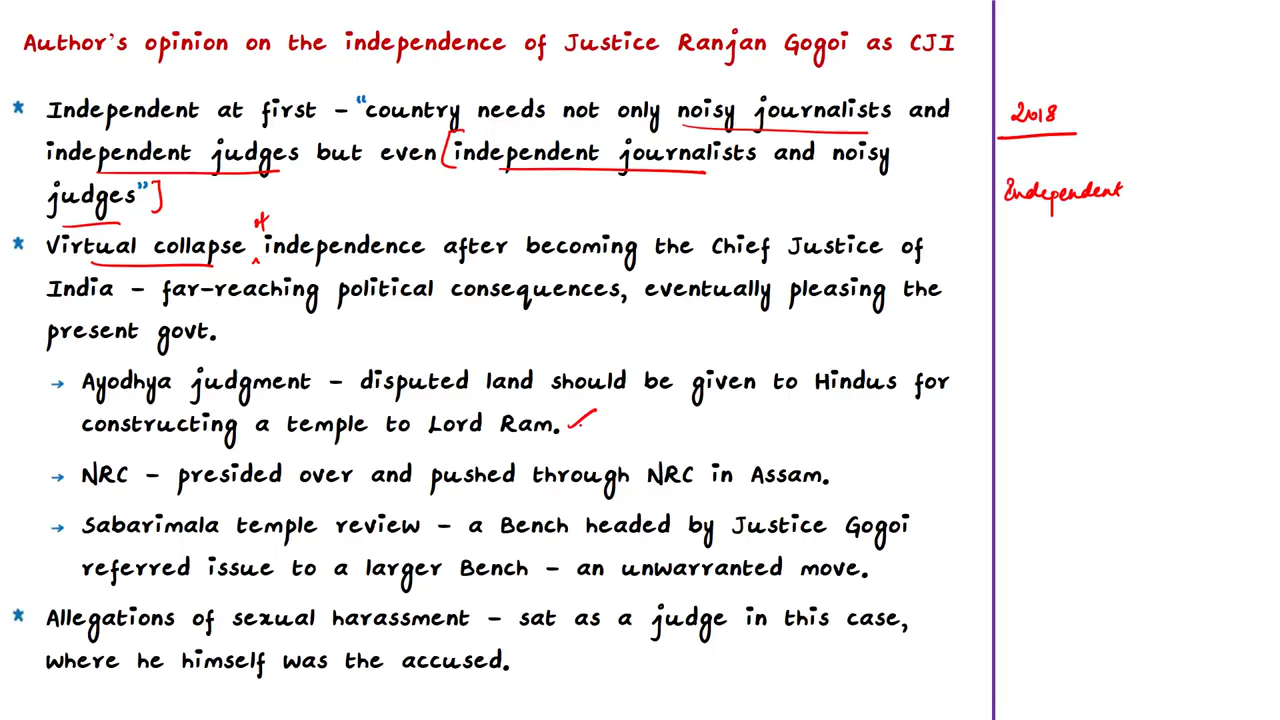 Author's opinion on the independence of Justice Ranjan Gogoi as CJI
* Independent at first - "country needs not only noisy journalists and
independent judges but even [independent journalists and noisy
judges"]
* Virtual collapse ^of independence after becoming the Chief Justice of
India - far-reaching political consequences, eventually pleasing the
present govt.
→ Ayodhya judgment - disputed land should be given to Hindus for
constructing a temple to Lord Ram. ✓
→ NRC - presided over and pushed through NRC in Assam.
→ Sabarimala temple review - a Bench headed by Justice Gogoi
referred issue to a larger Bench - an unwarranted move.
* Allegations of sexual harassment - sat as a judge in this case,
where he himself was the accused.
2018
Independent